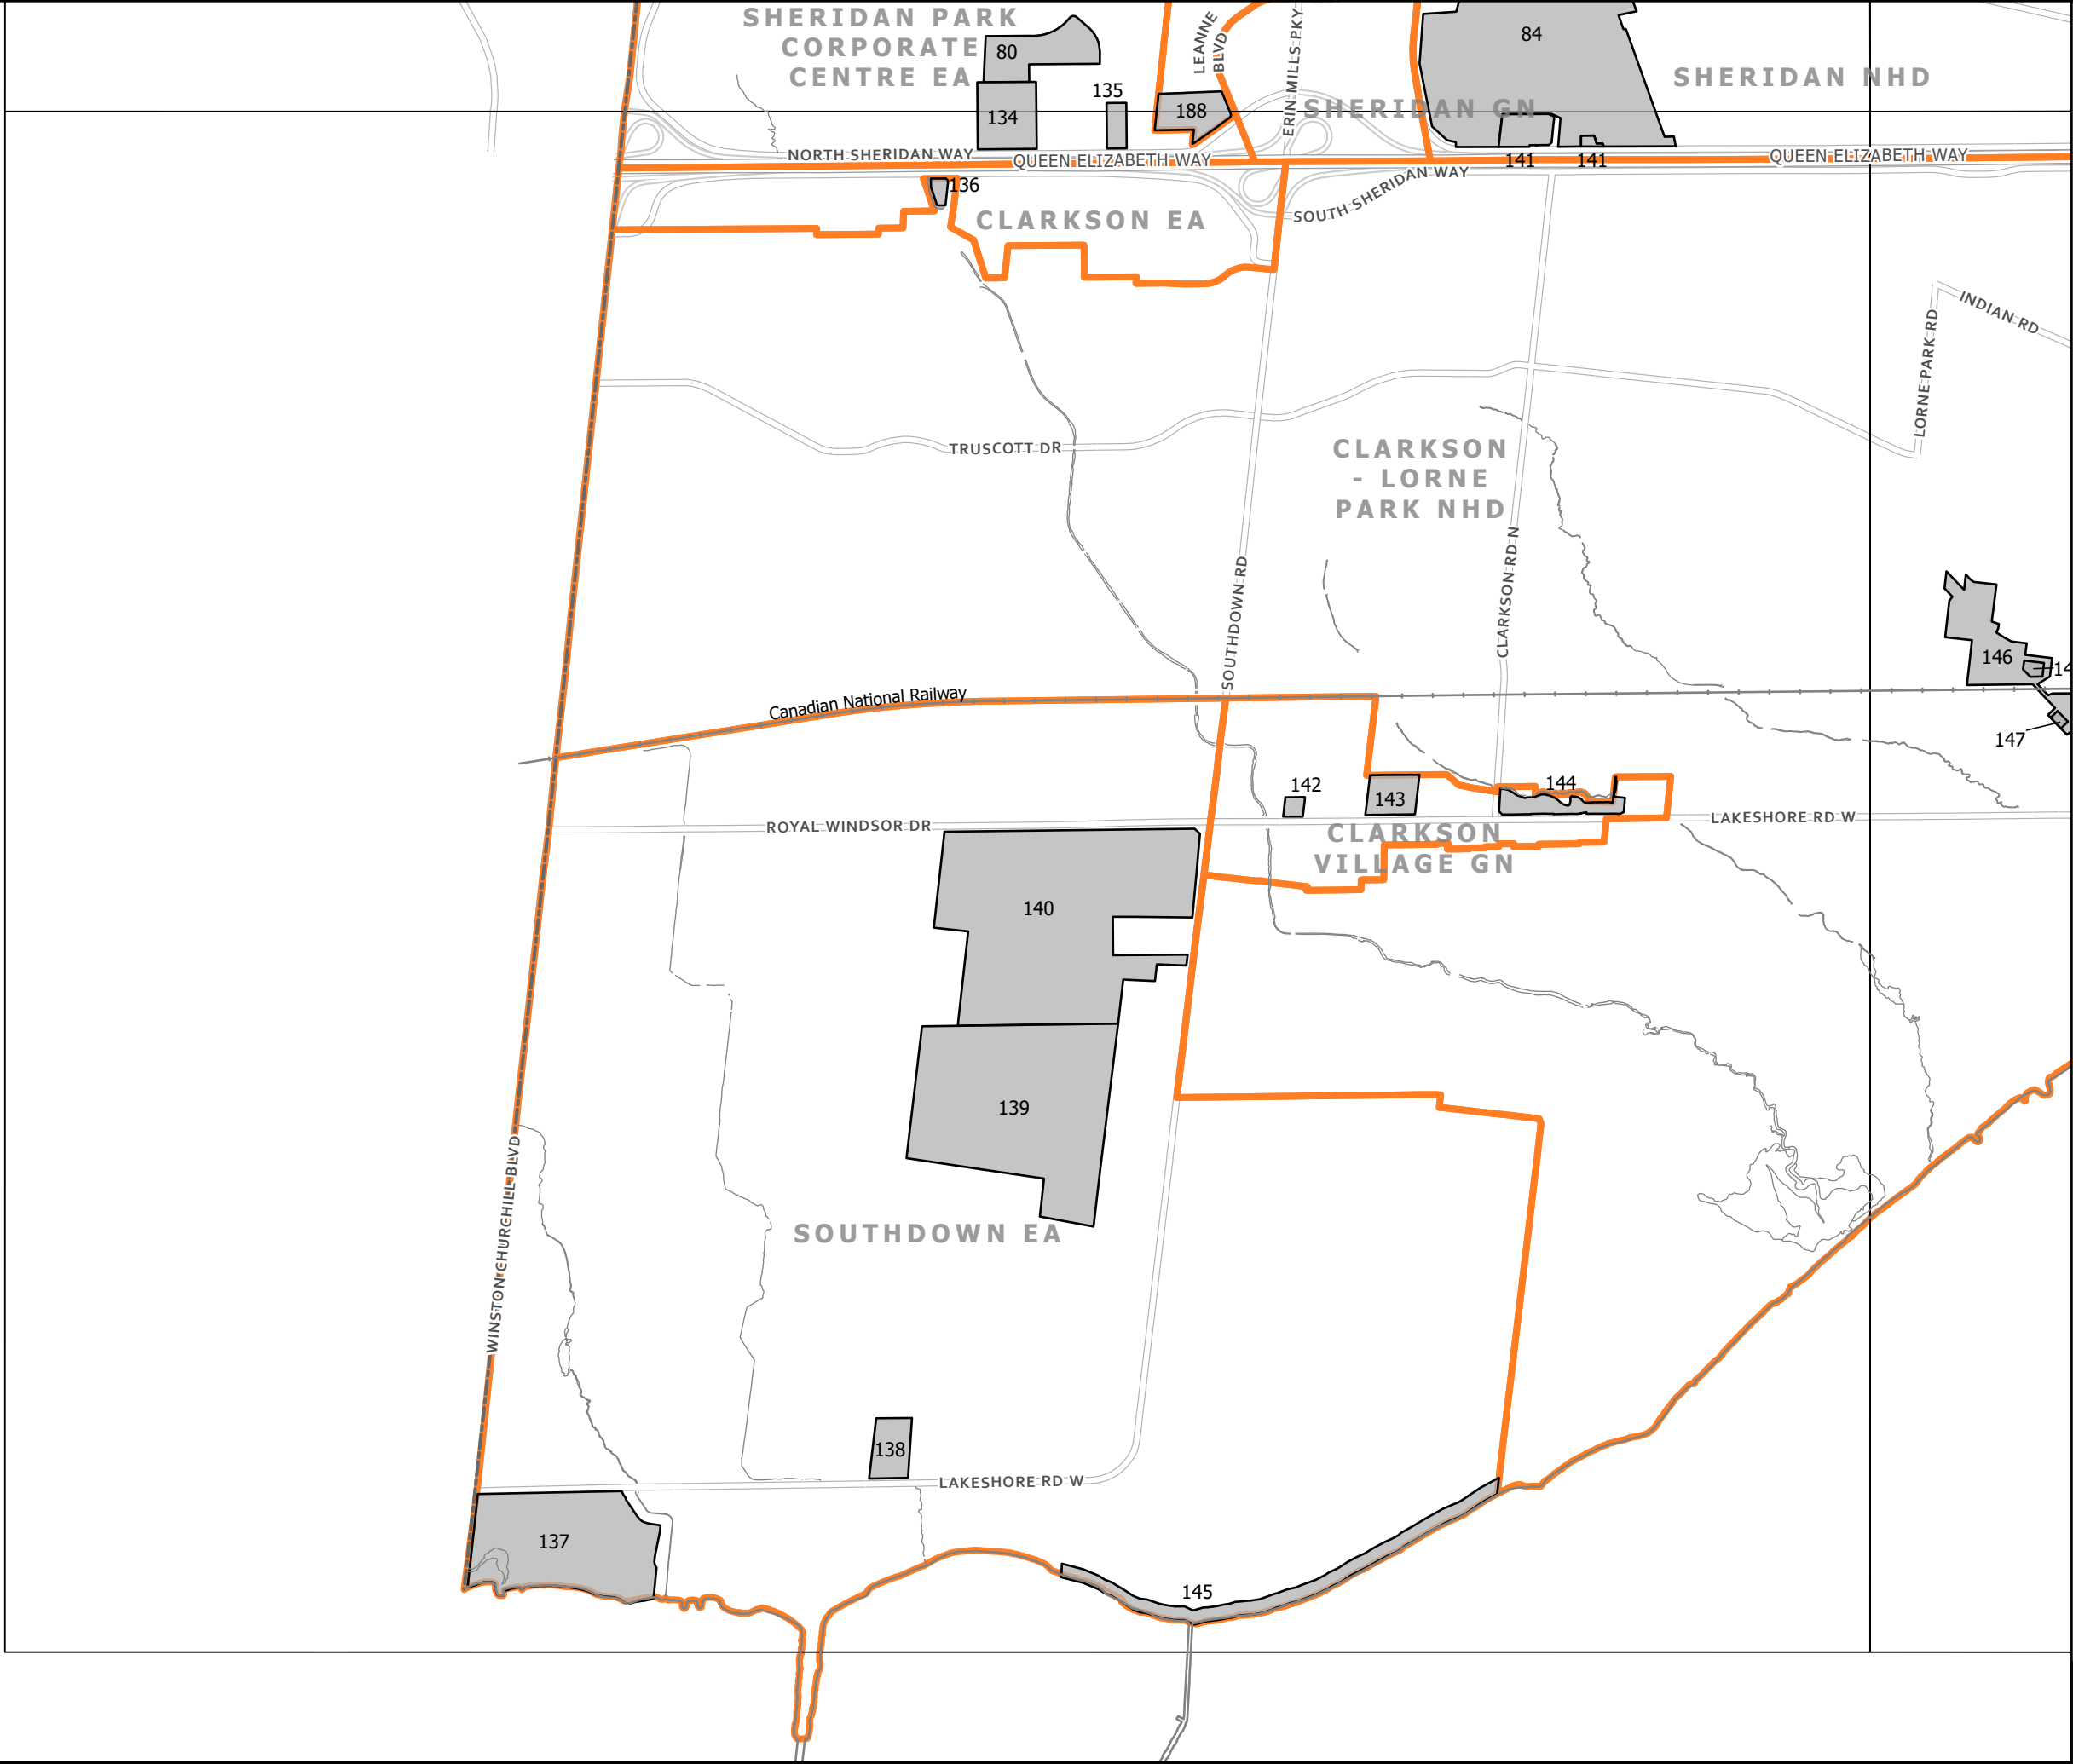 SHERIDAN PARK
CORPORATE
CENTRE EA
80
134
135
LEANNE
BLVD
188
ERIN MILLS PKY
84
SHERIDAN NHD
SHERIDAN GN
NORTH SHERIDAN WAY
QUEEN ELIZABETH WAY
141
141
QUEEN ELIZABETH WAY
136
CLARKSON EA
SOUTH SHERIDAN WAY
INDIAN RD
LORNE PARK RD
TRUSCOTT DR
CLARKSON
- LORNE
PARK NHD
SOUTHDOWN RD
CLARKSON RD N
146
14
147
Canadian National Railway
142
143
144
ROYAL WINDSOR DR
LAKESHORE RD W
CLARKSON
VILLAGE GN
140
139
SOUTHDOWN EA
WINSTON CHURCHILL BLVD
138
LAKESHORE RD W
137
145